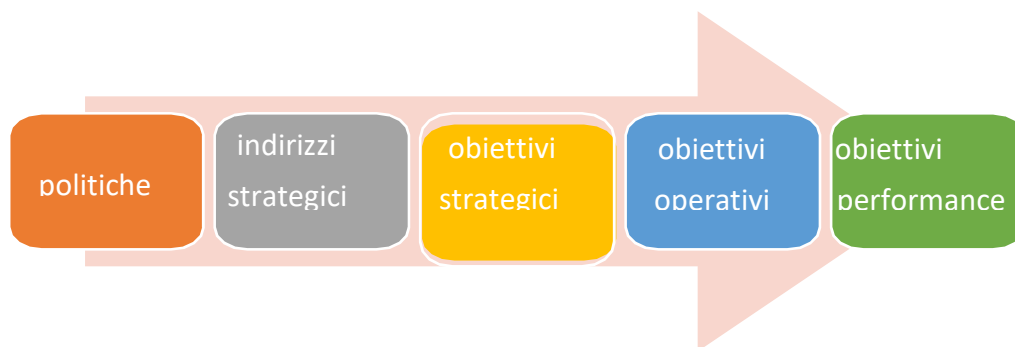 politiche
indirizzi
strategici
obiettivi
strategici
obiettivi
operativi
obiettivi
performance